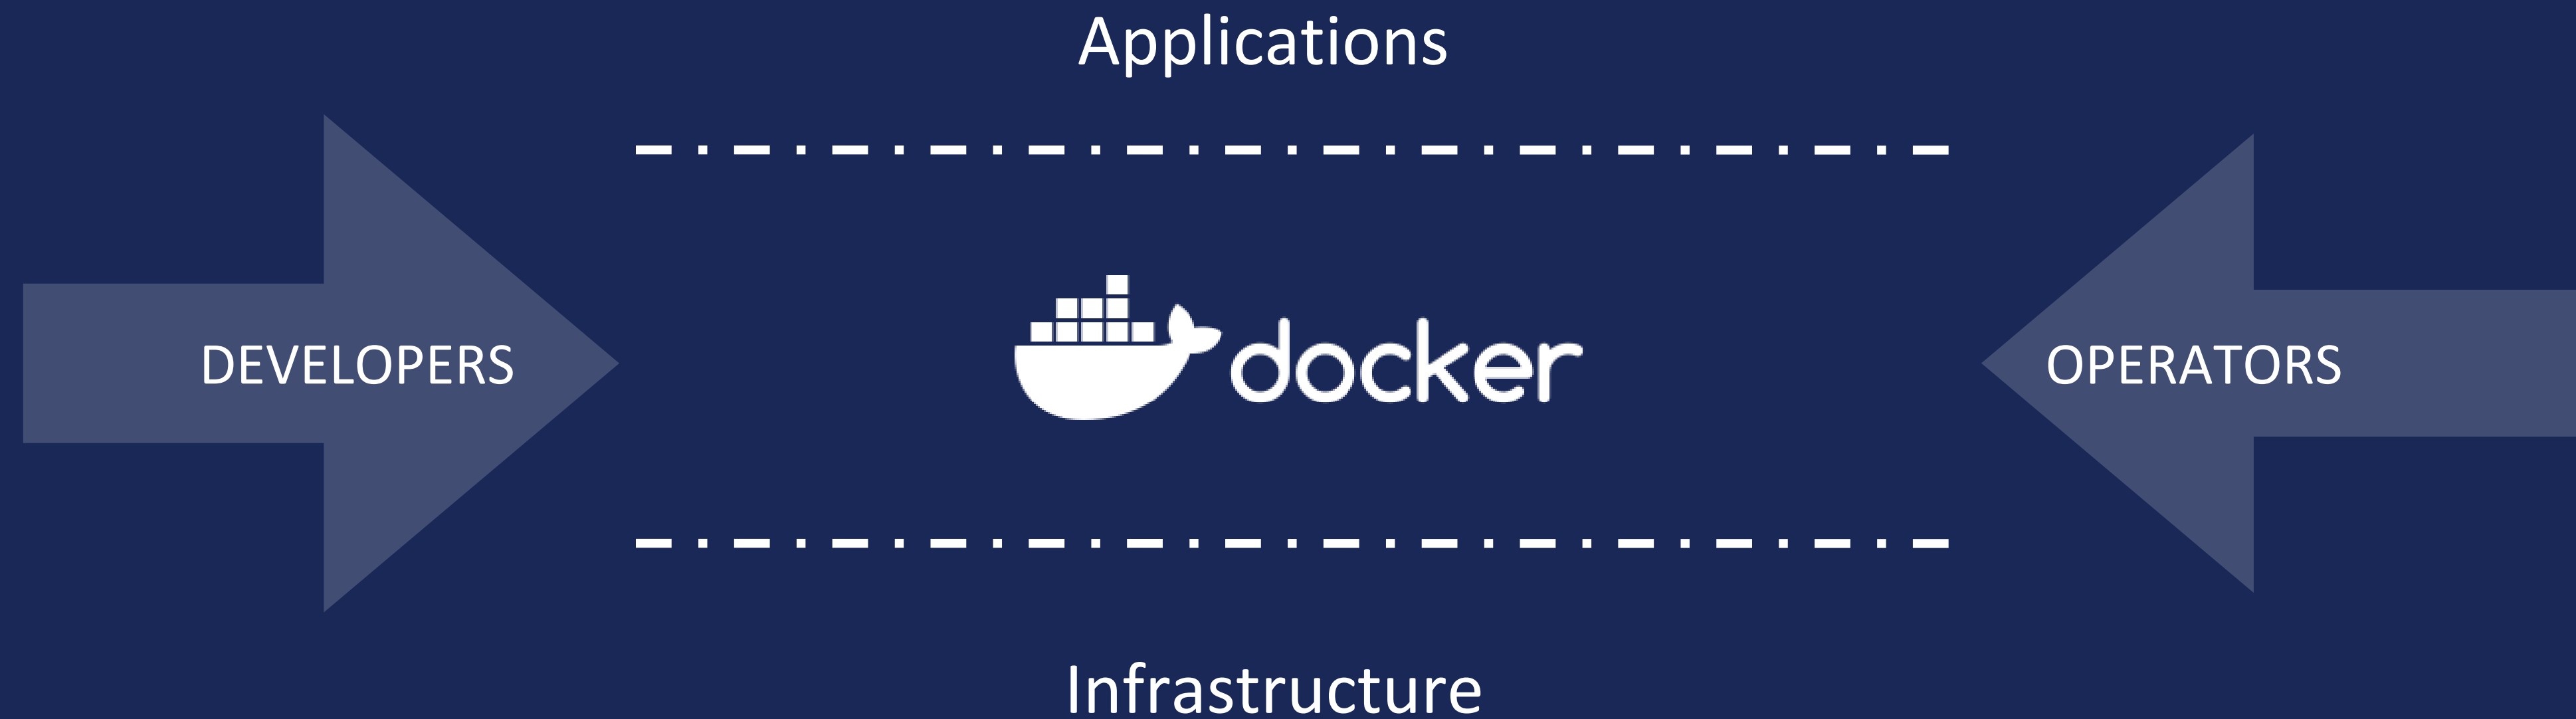 Applications
DEVELOPERS
docker
OPERATORS
Infrastructure